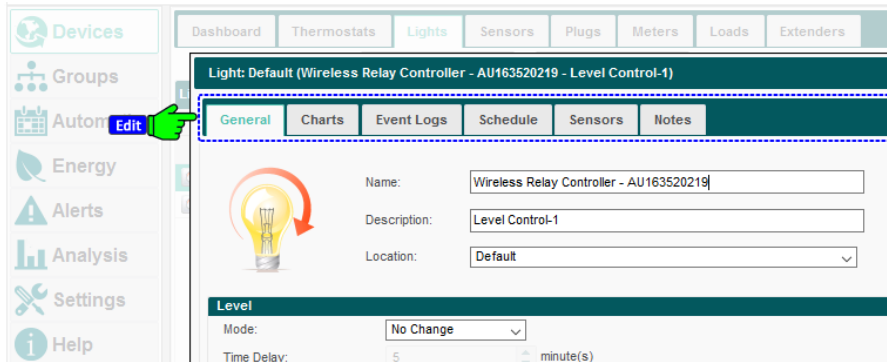 Devices
Groups
Autom
Edit
Energy
Alerts
Analysis
Settings
Help
Dashboard Thermostats Lights Sensors Plugs Meters Loads Extenders
Light: Default (Wireless Relay Controller - AU163520219 - Level Control-1)
General Charts Event Logs Schedule Sensors Notes
Name: Wireless Relay Controller - AU163520219
Description: Level Control-1
Location: Default
Level
Mode: No Change
Time Delay: 5 minute(s)